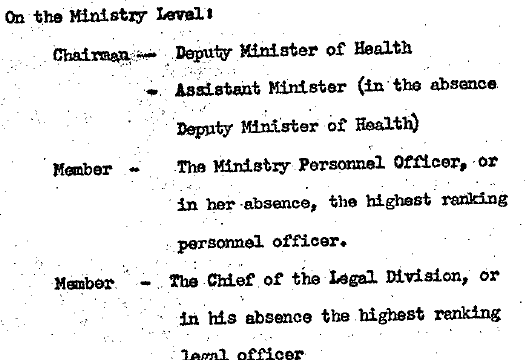 On the Ministry Level:
Chairman - Deputy Minister of Health
- Assistant Minister (in the absence
Deputy Minister of Health)
Member - The Ministry Personnel Officer, or
in her absence, the highest ranking
personnel officer.
Member - The Chief of the Legal Division, or
in his absence the highest ranking
legal officer